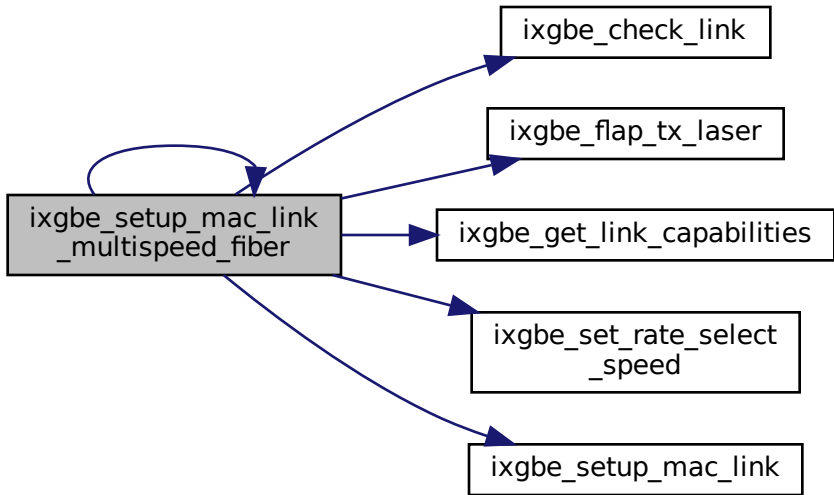 ixgbe_check_link
ixgbe_flap_tx_laser
ixgbe_setup_mac_link
_multispeed_fiber
ixgbe_get_link_capabilities
ixgbe_set_rate_select
_speed
ixgbe_setup_mac_link